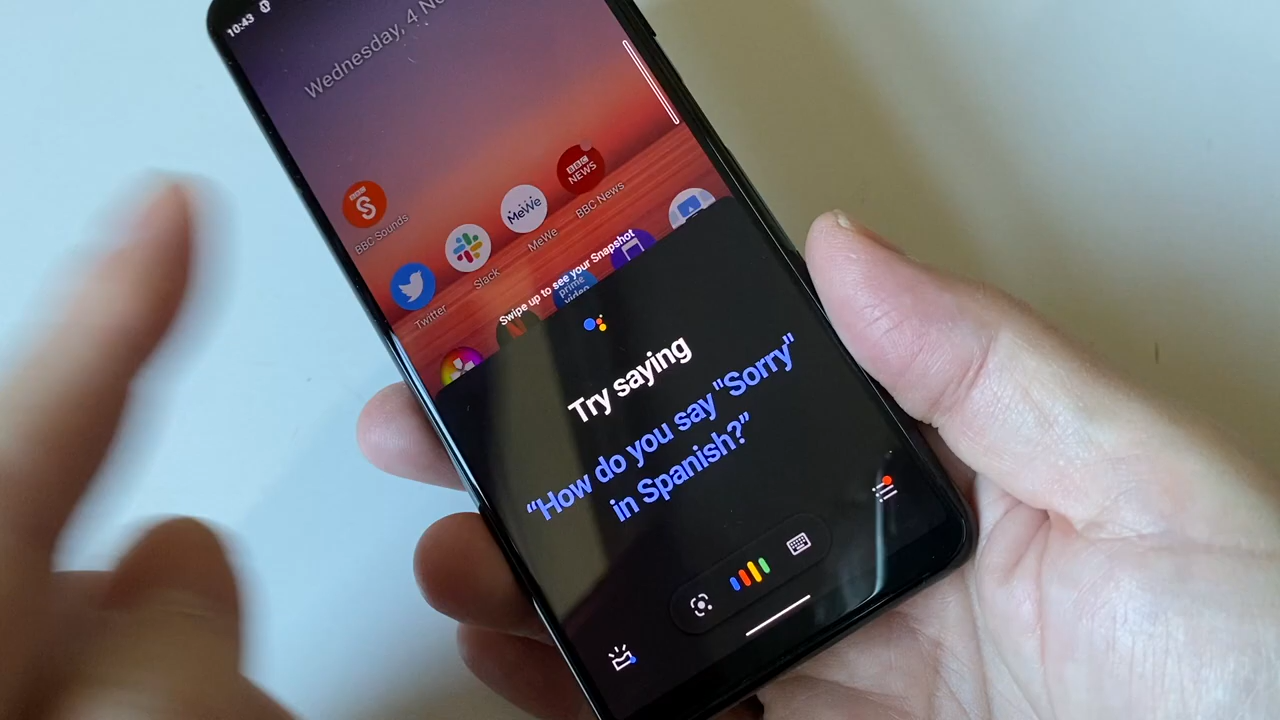 10:43
Wednesday, 4 No
BBC
NEWS
MeWe
BBC Sounds
Slack
MeWe
BBC News
Twitter
Swipe up to see your Snapshot
prime
video
Try saying
“How do you say "Sorry"
in Spanish?”